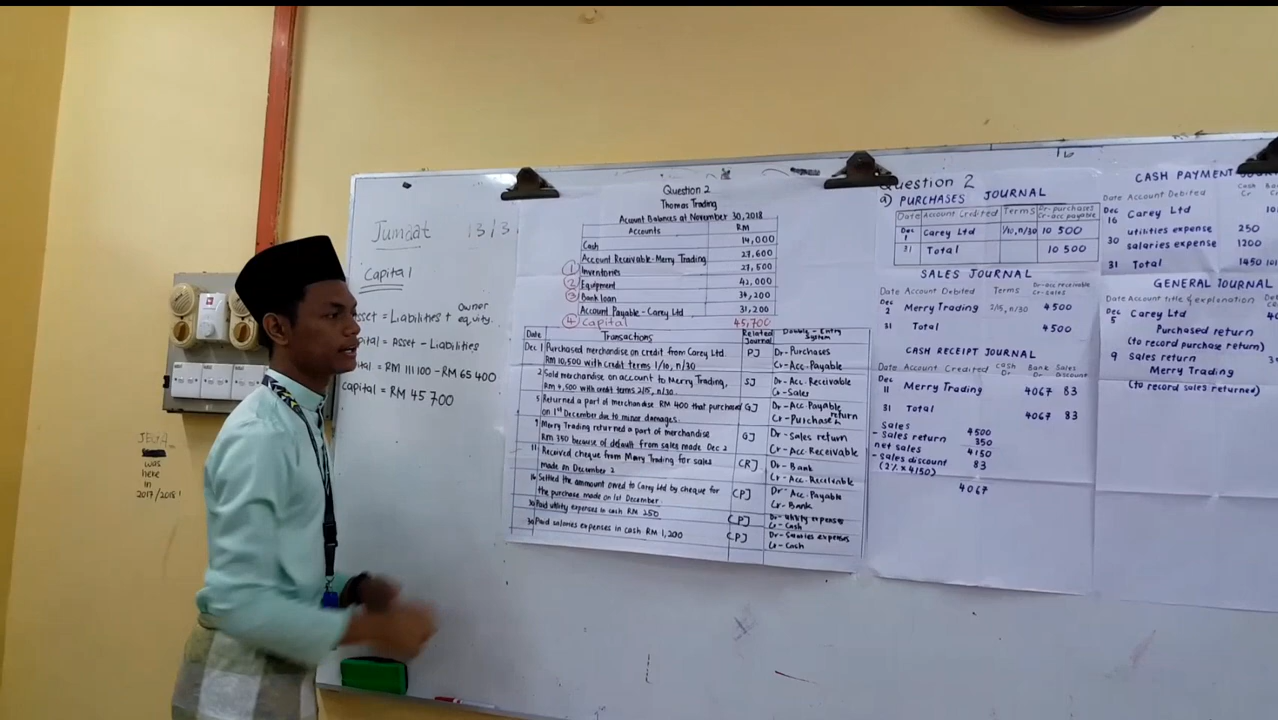 Jumaat 13/3
Capital
Asset = Liabilities + owner equity.
Capital = Asset - Liabilities
= RM 111 100 - RM 65 400
capital = RM 45 700
was
here
in
2017/2018!
Question 2
Thomas Trading
Account Balances at November 30, 2018
Accounts RM
Cash 14,000
Account Receivable-Merry Trading 27,600
① Inventories 27,500
② Equipment 42,000
③ Bank loan 34,200
Account Payable-Carey Ltd 31,200
④ Capital 45,700
Date Transactions Related Journal Double-Entry System
Dec 1 Purchased merchandise on credit from Carey Ltd. PJ Dr-Purchases
RM 10,500 with credit terms 1/10, n/30 Cr-Acc.Payable
2 Sold merchandise on account to Merry Trading, SJ Dr-Acc.Receivable
RM 4,500 with credit terms 2/15, n/30. Cr-Sales
5 Returned a part of merchandise RM 400 that purchased GJ Dr-Acc.Payable
on 1st December due to minor damages. Cr-Purchase return
9 Merry Trading returned a part of merchandise GJ Dr-Sales return
RM 350 because of default from sales made Dec 2 Cr-Acc.Receivable
11 Received cheque from Merry Trading for sales CRJ Dr-Bank
made on December 2 Cr-Acc.Receivable
16 Settled the ammount owed to Carey Ltd by cheque for CPJ Dr-Acc.Payable
the purchase made on 1st December. Cr-Bank
30 Paid utility expenses in cash RM 250 CPJ Dr-Utility expenses
Cr-Cash
30 Paid salaries expenses in cash RM 1,200 CPJ Dr-Salaries expenses
Cr-Cash
Question 2
a) PURCHASES JOURNAL
Date Account Credited Terms Dr-purchases
Cr-acc payable
Dec 1 Carey Ltd 1/10, n/30 10 500
31 Total 10 500
SALES JOURNAL
Date Account Debited Terms Dr-acc receivable
Cr-sales
Dec 2 Merry Trading 2/15, n/30 4500
31 Total 4500
CASH RECEIPT JOURNAL
Date Account Credited Cash Dr Bank Dr Sales Discount
Dec 11 Merry Trading 4067 83
31 Total 4067 83
Sales 4500
- Sales return 350
net sales 4150
- Sales discount 83
(2% x 4150)
4067
CASH PAYMENT
Date Account Debited Cash Cr
Dec 16 Carey Ltd
30 utilities expense 250
salaries expense 1200
31 Total 1450
GENERAL JOURNAL
Date Account title & explanation
Dec 5 Carey Ltd
Purchased return
(to record purchase return)
9 Sales return
Merry Trading
(to record sales returned)